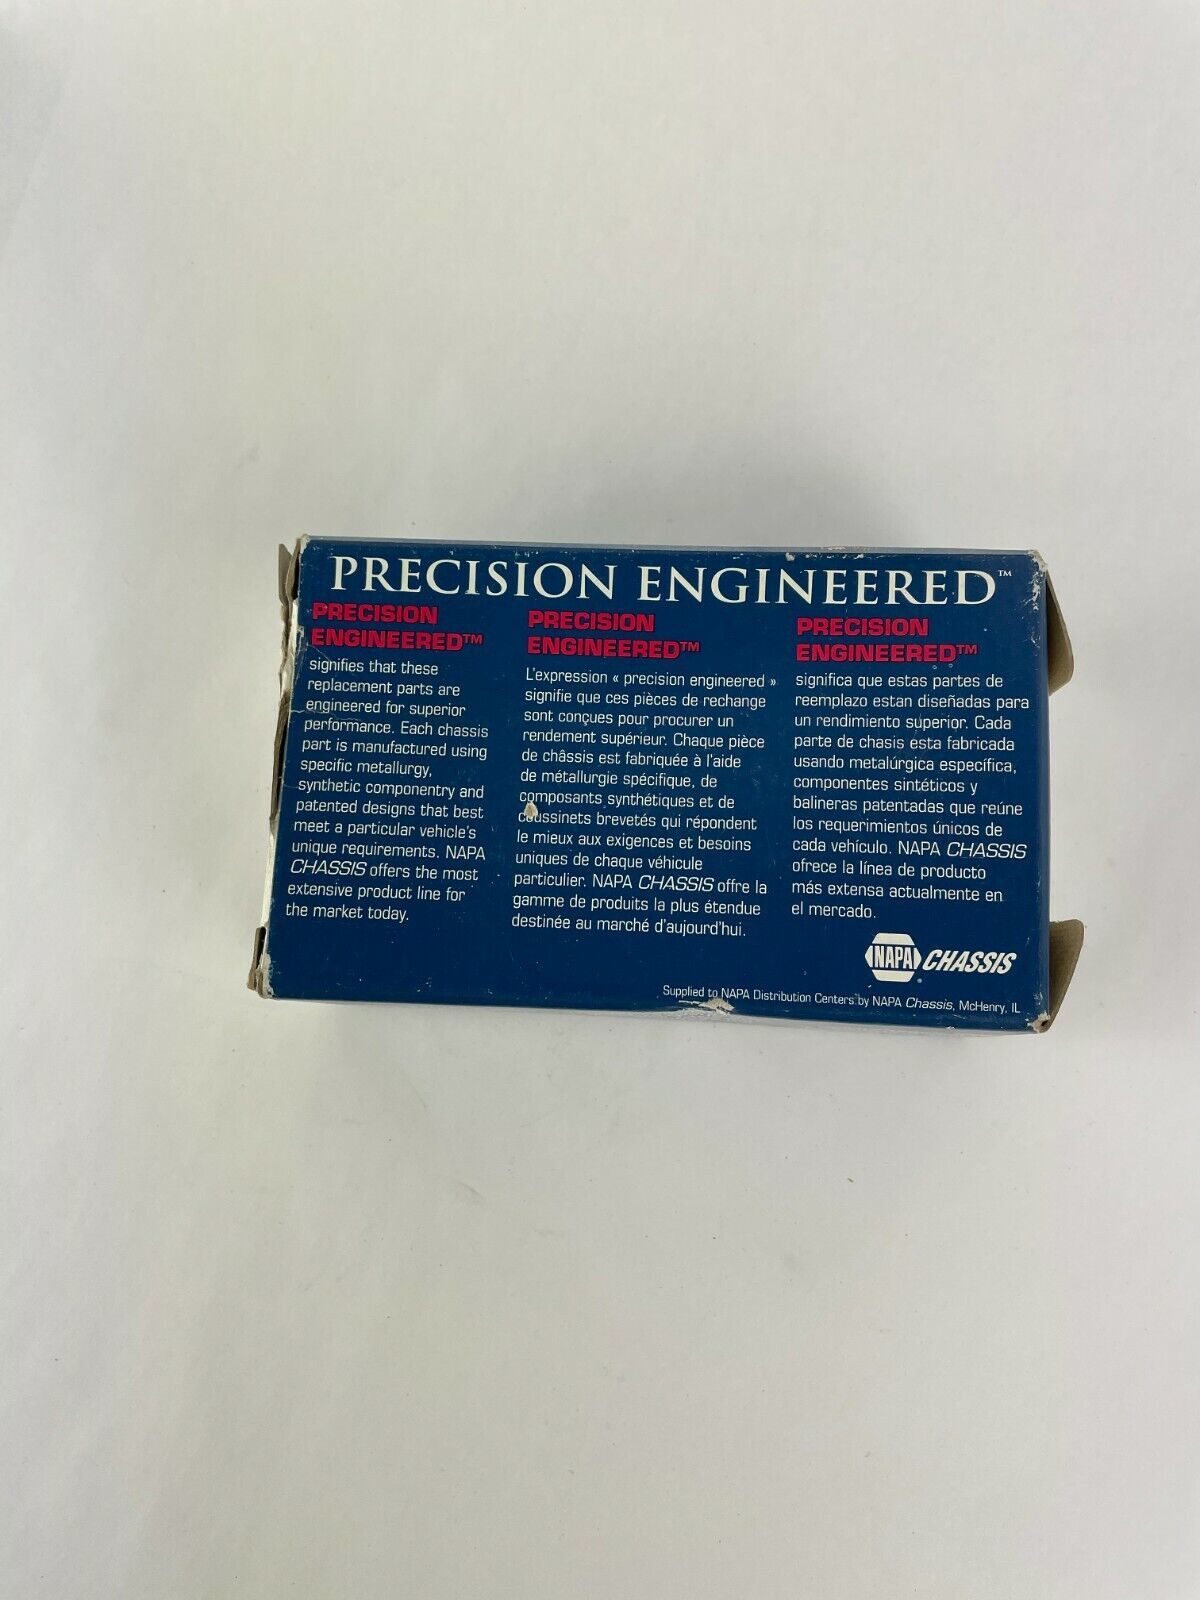 PRECISION ENGINEERED™
PRECISION
ENGINEERED™
signifies that these
replacement parts are
engineered for superior
performance. Each chassis
part is manufactured using
specific metallurgy,
synthetic componentry and
patented designs that best
meet a particular vehicle's
unique requirements. NAPA
CHASSIS offers the most
extensive product line for
the market today.
PRECISION
ENGINEERED™
L'expression « precision engineered »
signifie que ces pièces de rechange
sont conçues pour procurer un
rendement supérieur. Chaque pièce
de châssis est fabriquée à l'aide
de métallurgie spécifique, de
composants synthétiques et de
coussinets brevetés qui répondent
le mieux aux exigences et besoins
uniques de chaque véhicule
particulier. NAPA CHASSIS offre la
gamme de produits la plus étendue
destinée au marché d'aujourd'hui.
PRECISION
ENGINEERED™
significa que estas partes de
reemplazo estan diseñadas para
un rendimiento superior. Cada
parte de chasis esta fabricada
usando metalúrgica específica,
componentes sintéticos y
balineras patentadas que reúne
los requerimientos únicos de
cada vehículo. NAPA CHASSIS
ofrece la línea de producto
más extensa actualmente en
el mercado.
NAPA® CHASSIS
Supplied to NAPA Distribution Centers by NAPA Chassis, McHenry, IL